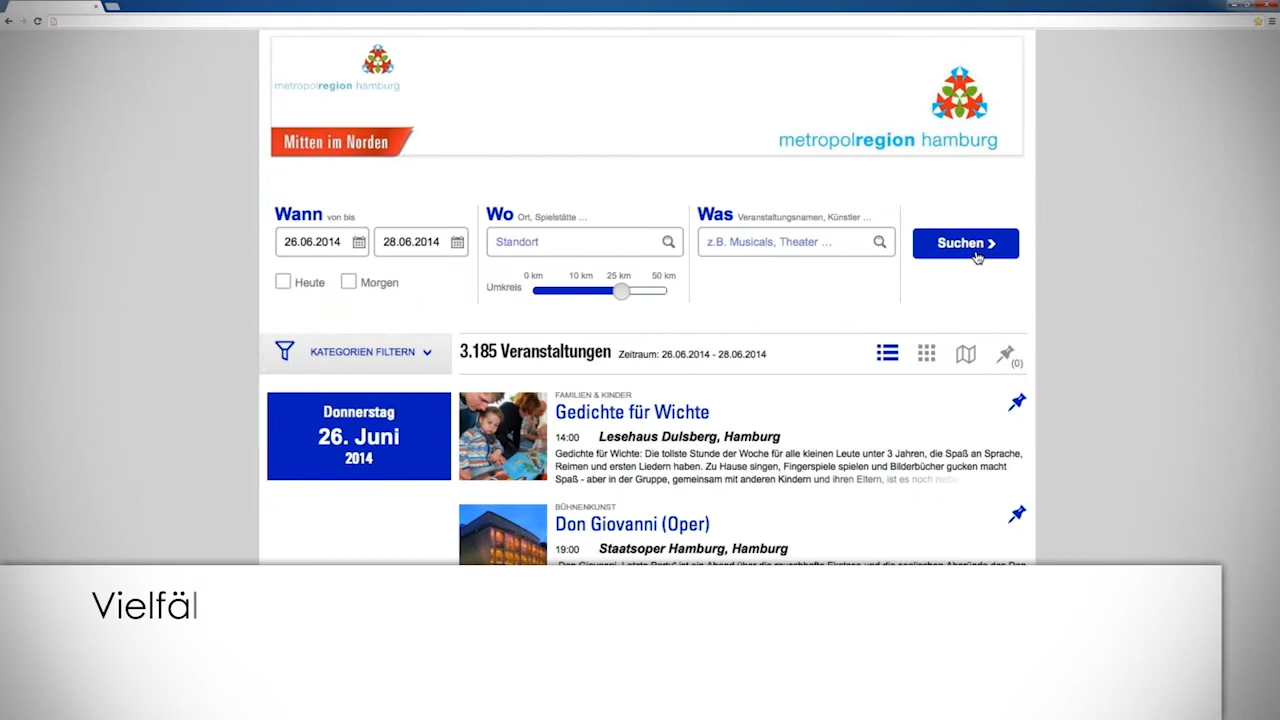 metropolregion hamburg
Mitten im Norden
metropolregion hamburg
Wann von bis
26.06.2014 28.06.2014
Heute Morgen
Wo Ort, Spielstätte ...
Standort
0 km 10 km 25 km 50 km
Umkreis
Was Veranstaltungsnamen, Künstler ...
z.B. Musicals, Theater ...
Suchen ›
KATEGORIEN FILTERN
3.185 Veranstaltungen Zeitraum: 26.06.2014 - 28.06.2014
(0)
Donnerstag
26. Juni
2014
FAMILIEN & KINDER
Gedichte für Wichte
14:00 Lesehaus Dulsberg, Hamburg
Gedichte für Wichte: Die tollste Stunde der Woche für alle kleinen Leute unter 3 Jahren, die Spaß an Sprache,
Reimen und ersten Liedern haben. Zu Hause singen, Fingerspiele spielen und Bilderbücher gucken macht
Spaß - aber in der Gruppe, gemeinsam mit anderen Kindern und ihren Eltern, ist es noch
BÜHNENKUNST
Don Giovanni (Oper)
19:00 Staatsoper Hamburg, Hamburg
Vielfäl